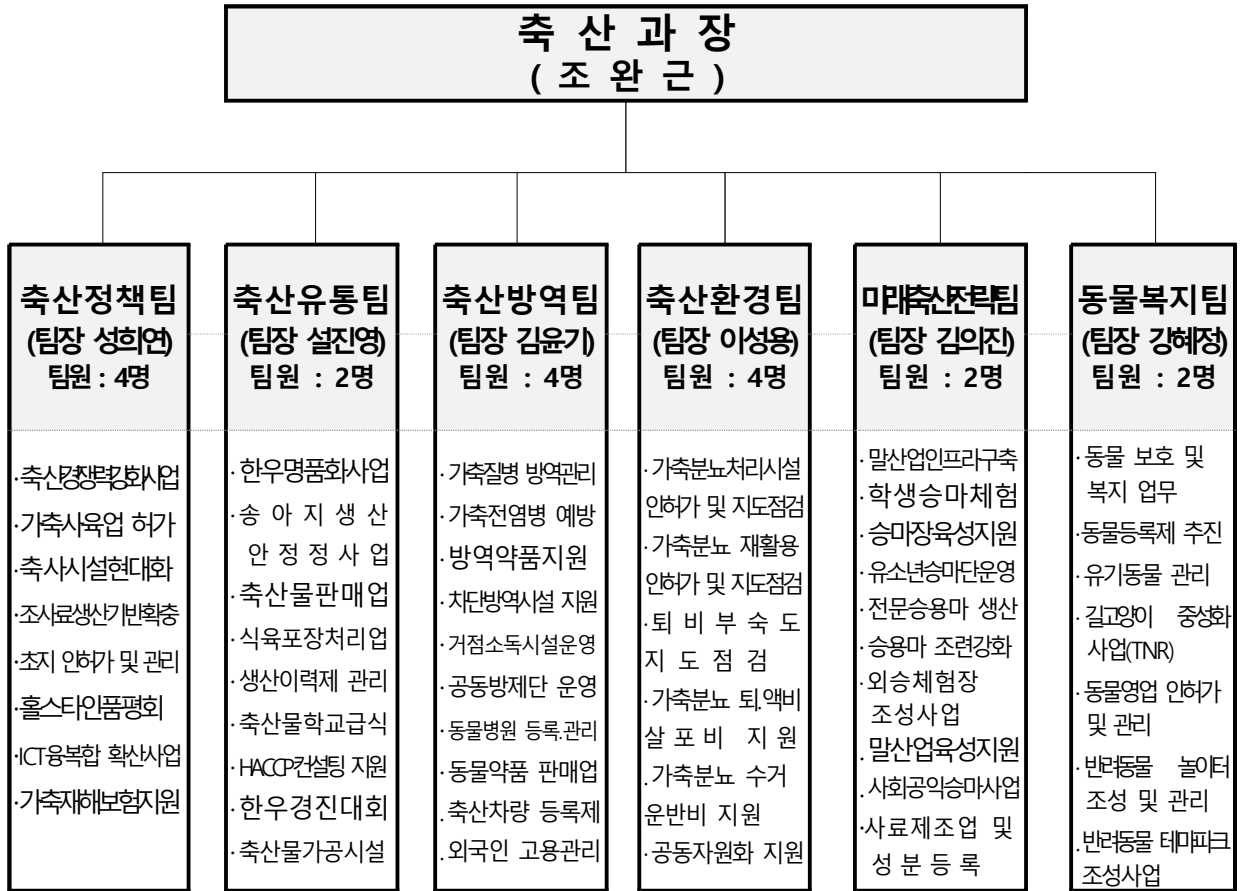 축 산 과 장
( 조 완 근 )
축산정책팀
(팀장 성희연)
팀원 : 4명
·축산경쟁력강화사업
·가축사육업 허가
·축사시설현대화
·조사료생산기반확충
·초지 인허가 및 관리
·홀스타인품평회
·ICT융복합 확산사업
·가축재해보험지원
축산유통팀
(팀장 설진영)
팀원 : 2명
·한우명품화사업
·송 아 지 생 산
안 정 정 사 업
·축산물판매업
·식육포장처리업
·생산이력제 관리
·축산물학교급식
·HACCP컨설팅 지원
·한우경진대회
·축산물가공시설
축산방역팀
(팀장 김윤기)
팀원 : 4명
·가축질병 방역관리
·가축전염병 예방
·방역약품지원
·차단방역시설 지원
·거점소독시설운영
·공동방제단 운영
·동물병원 등록.관리
·동물약품 판매업
.축산차량 등록제
.외국인 고용관리
축산환경팀
(팀장 이성용)
팀원 : 4명
·가축분뇨처리시설
인허가 및 지도점검
·가축분뇨 재활용
인허가 및 지도점검
·퇴 비 부 숙 도
지 도 점 검
·가축분뇨 퇴.액비
살 포 비 지 원
·가축분뇨 수거
운반비 지원
·공동자원화 지원
미래축산전략팀
(팀장 김의진)
팀원 : 2명
·말산업인프라구축
·학생승마체험
·승마장육성지원
·유소년승마단운영
·전문승용마 생산
·승용마 조련강화
·외승체험장
조성사업
.말산업육성지원
.사회공익승마사업
·사료제조업 및
성 분 등 록
동물복지팀
(팀장 강혜정)
팀원 : 2명
·동물 보호 및
복지 업무
·동물등록제 추진
·유기동물 관리
·길고양이 중성화
사업(TNR)
·동물영업 인허가
및 관리
·반려동물 놀이터
조성 및 관리
.반려동물 테마파크
조성사업